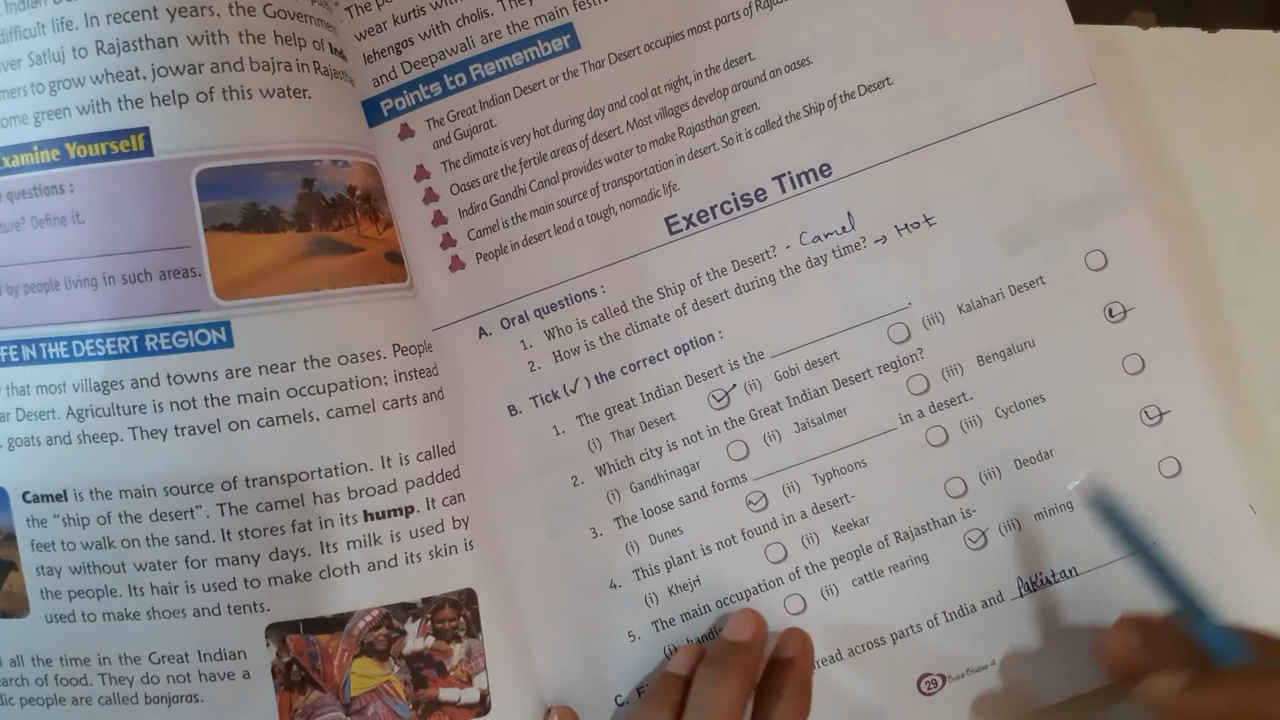 difficult life. In recent years, the
ver Satluj to Rajasthan with the help of
mers to grow wheat, jowar and bajra in
ome green with the help of this water.
Examine Yourself
questions :
ture? Define it.
by people living in such areas.
FE IN THE DESERT REGION
that most villages and towns are near the oases. People
ar Desert. Agriculture is not the main occupation; instead
goats and sheep. They travel on camels, camel carts and
Camel is the main source of transportation. It is called
the "ship of the desert". The camel has broad padded
feet to walk on the sand. It stores fat in its hump. It can
stay without water for many days. Its milk is used by
the people. Its hair is used to make cloth and its skin is
used to make shoes and tents.
all the time in the Great Indian
arch of food. They do not have a
dic people are called banjaras.
wear kurtis
lehengas with cholis. They
and Deepawali are the main
Points to Remember
The Great Indian Desert or the Thar Desert occupies most parts of
and Gujarat.
The climate is very hot during day and cool at night, in the desert.
Oases are the fertile areas of desert. Most villages develop around an oases.
Indira Gandhi Canal provides water to make Rajasthan green.
Camel is the main source of transportation in desert. So it is called the Ship of the Desert.
People in desert lead a tough, nomadic life.
Exercise Time
A. Oral questions :
1. Who is called the Ship of the Desert? - Camel
2. How is the climate of desert during the day time? → Hot
B. Tick (✓) the correct option :
1. The great Indian Desert is the ____________.
(i) Thar Desert (ii) Gobi desert (iii) Kalahari Desert
2. Which city is not in the Great Indian Desert region?
(i) Gandhinagar (ii) Jaisalmer (iii) Bengaluru
3. The loose sand forms ____________ in a desert.
(i) Dunes (ii) Typhoons (iii) Cyclones
4. This plant is not found in a desert-
(i) Khejri (ii) Keekar (iii) Deodar
5. The main occupation of the people of Rajasthan is-
(i) (ii) cattle rearing (iii) mining
C.
read across parts of India and Pakistan
29